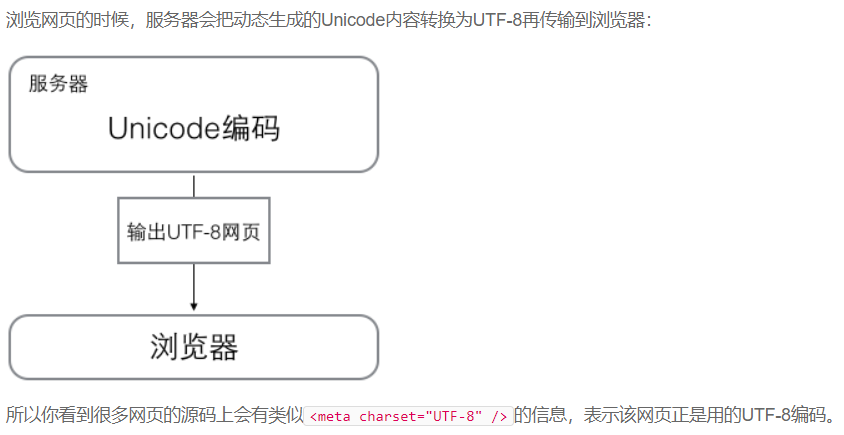 浏览网页的时候，服务器会把动态生成的Unicode内容转换为UTF-8再传输到浏览器：
服务器
Unicode编码
输出UTF-8网页
浏览器
所以你看到很多网页的源码上会有类似<meta charset="UTF-8" />的信息，表示该网页正是用的UTF-8编码。